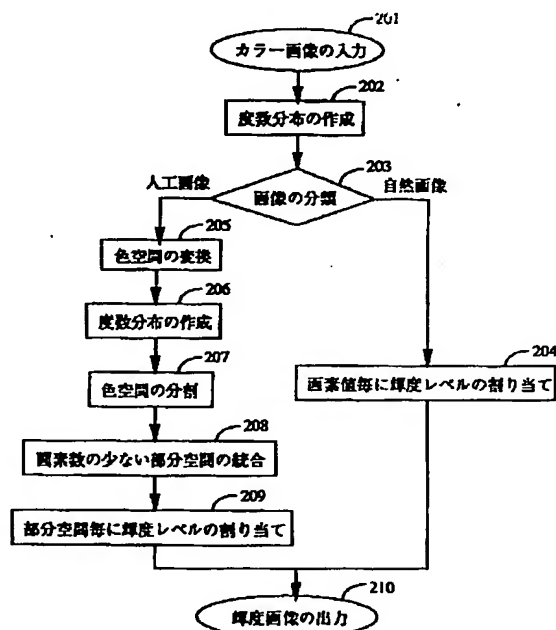 201
カラー画像の入力
202
度数分布の作成
203
画像の分類
人工画像
自然画像
205
色空間の変換
206
度数分布の作成
207
色空間の分割
204
画素値毎に輝度レベルの割り当て
208
画素数の少ない部分空間の統合
209
部分空間毎に輝度レベルの割り当て
210
輝度画像の出力